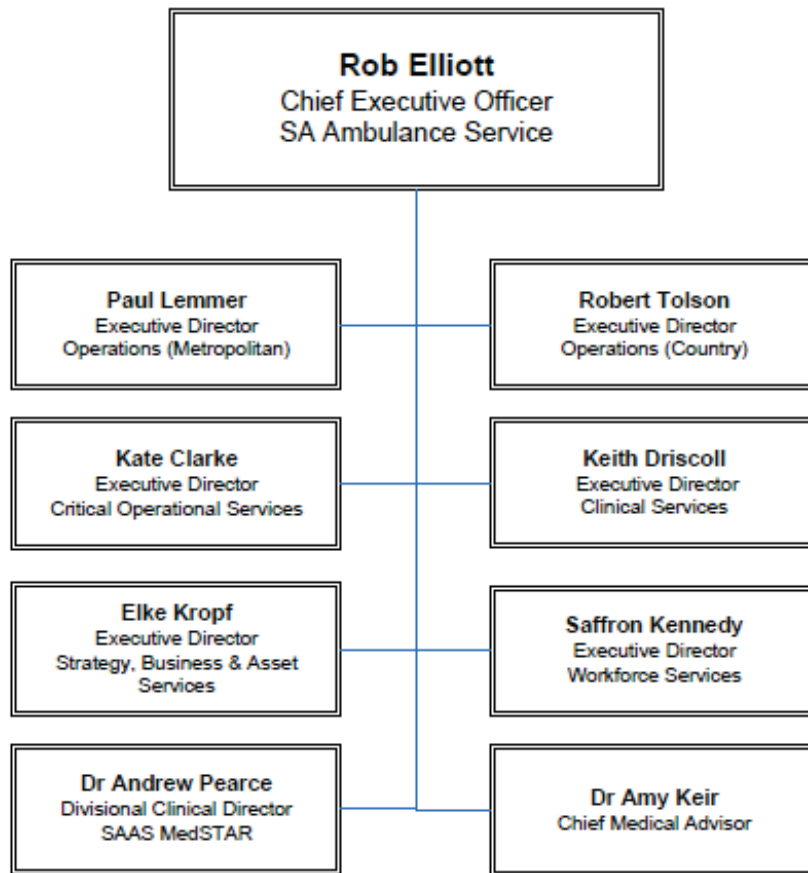 Rob Elliott
Chief Executive Officer
SA Ambulance Service
Paul Lemmer
Executive Director
Operations (Metropolitan)
Robert Tolson
Executive Director
Operations (Country)
Kate Clarke
Executive Director
Critical Operational Services
Keith Driscoll
Executive Director
Clinical Services
Elke Kropf
Executive Director
Strategy, Business & Asset
Services
Saffron Kennedy
Executive Director
Workforce Services
Dr Andrew Pearce
Divisional Clinical Director
SAAS MedSTAR
Dr Amy Keir
Chief Medical Advisor